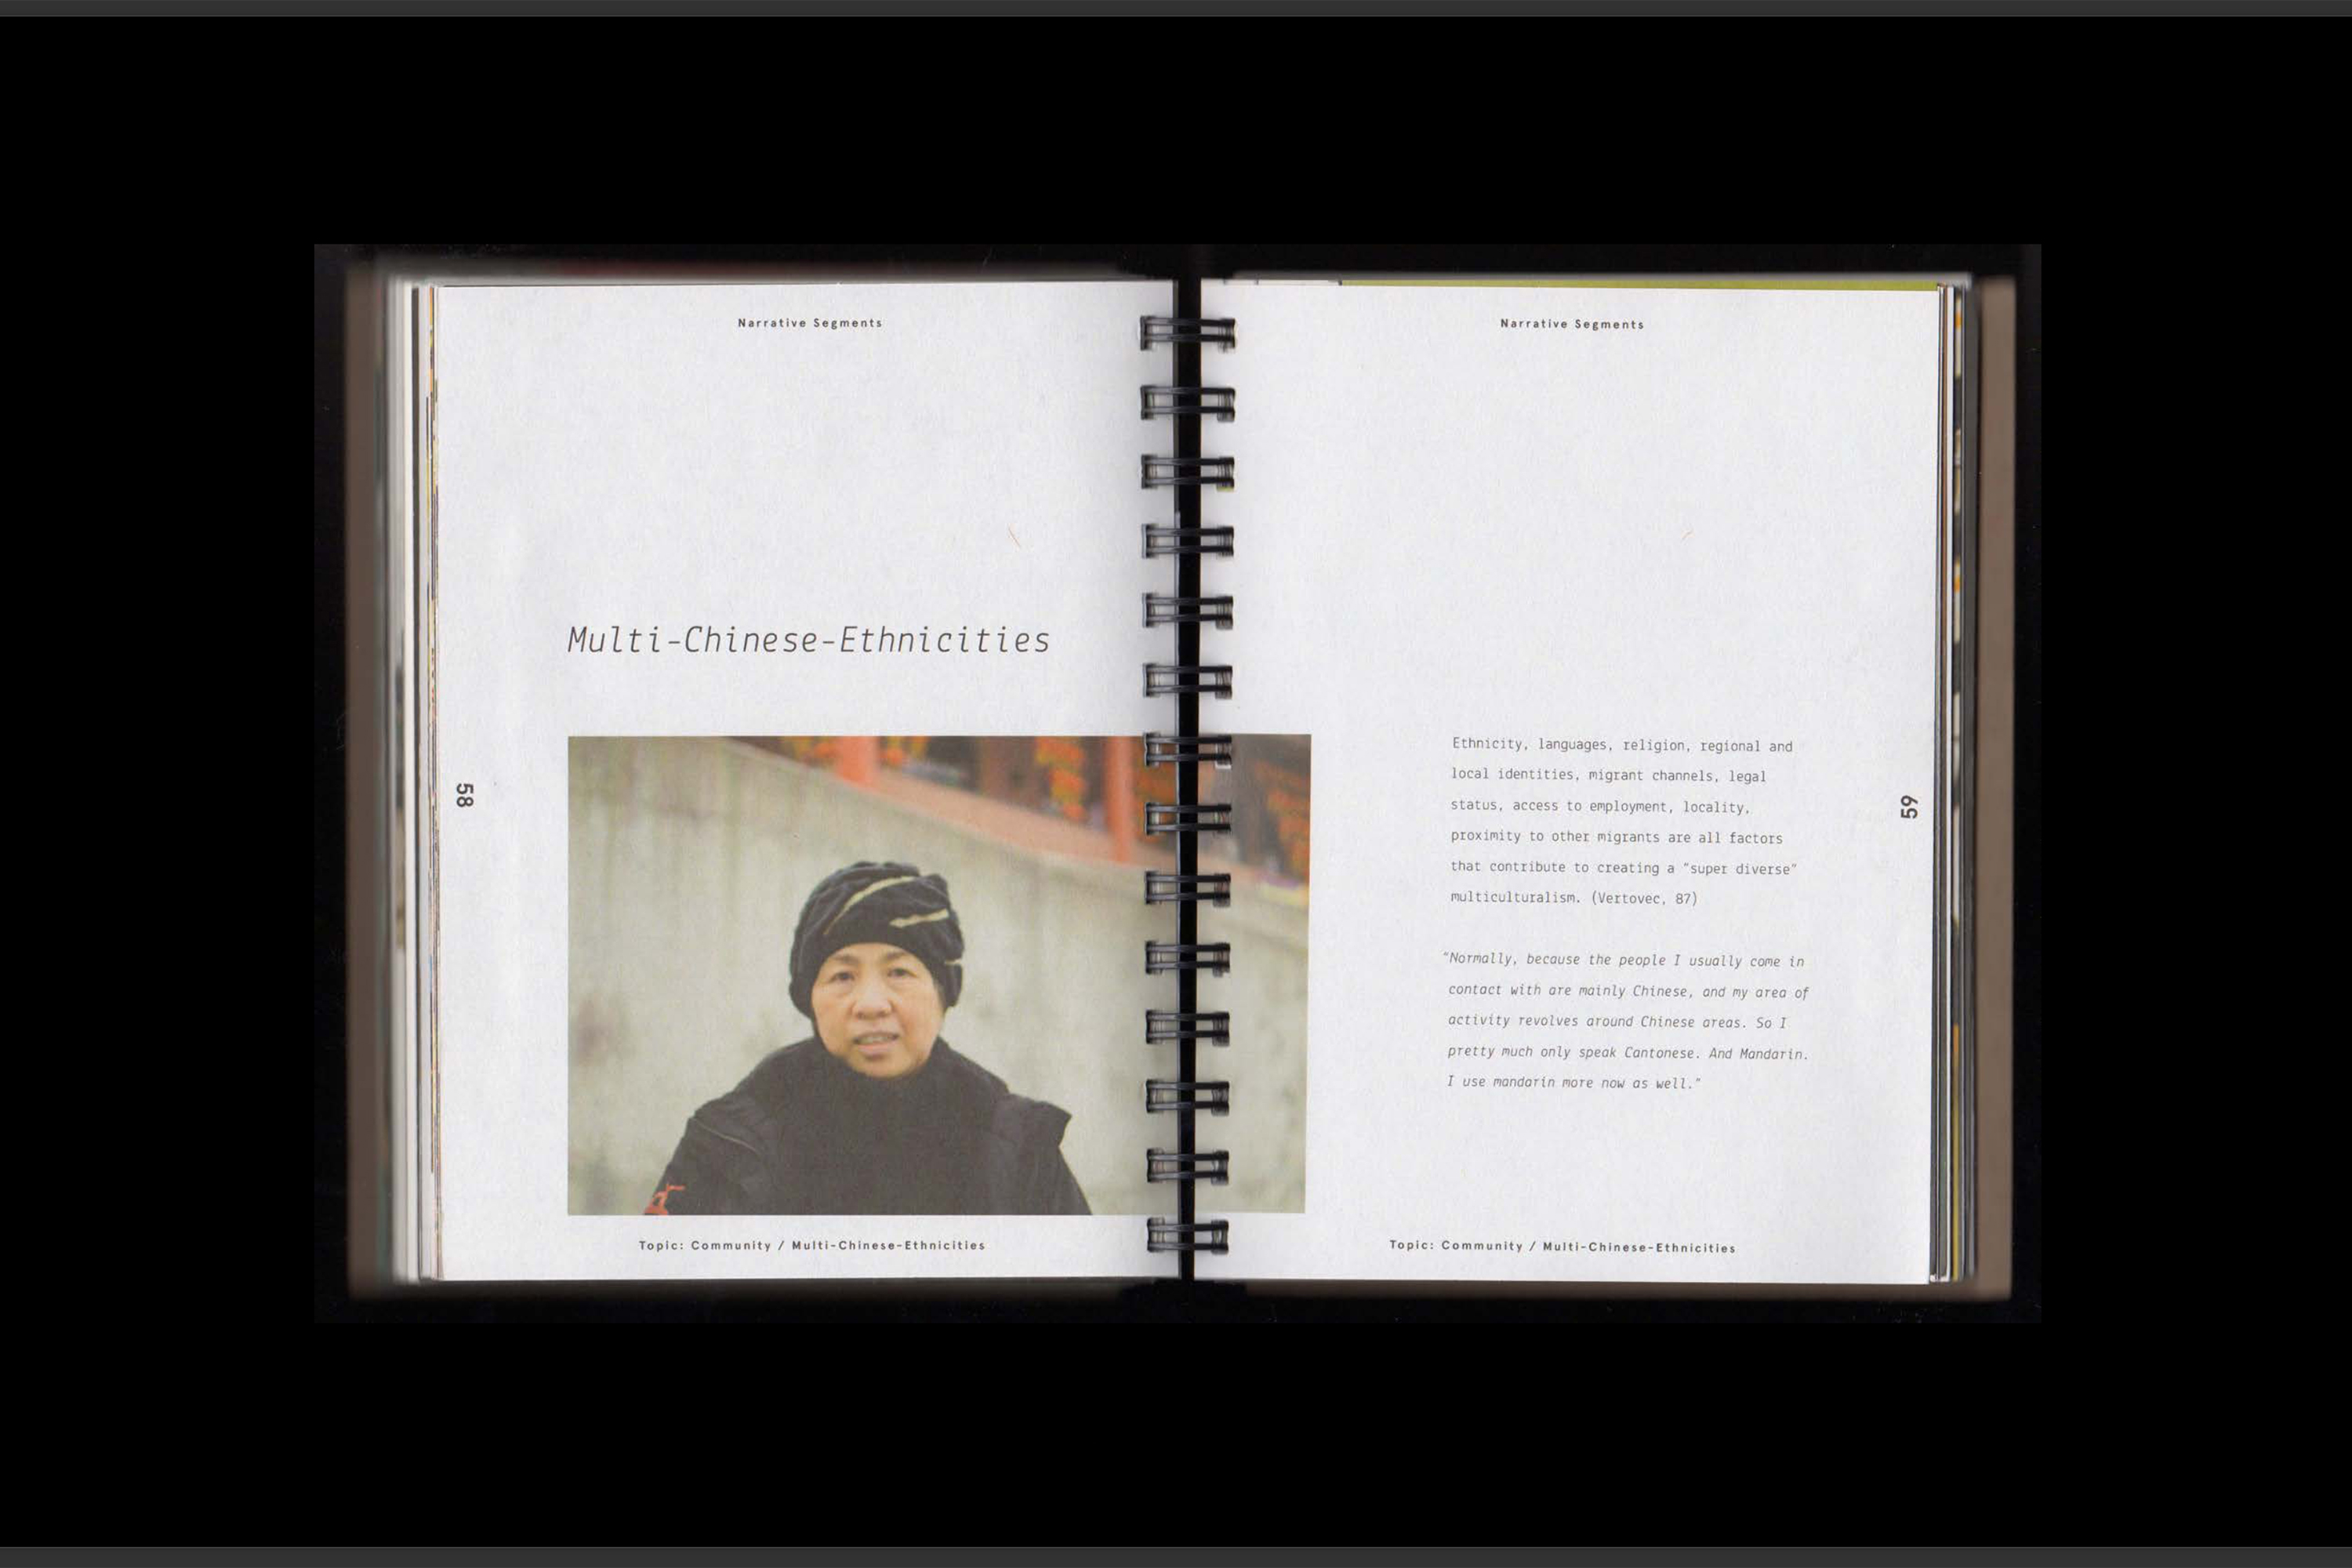 Narrative Segments
Multi-Chinese-Ethnicities
58
Topic: Community / Multi-Chinese-Ethnicities
Narrative Segments
Ethnicity, languages, religion, regional and
local identities, migrant channels, legal
status, access to employment, locality,
proximity to other migrants are all factors
that contribute to creating a "super diverse"
multiculturalism. (Vertovec, 87)
"Normally, because the people I usually come in
contact with are mainly Chinese, and my area of
activity revolves around Chinese areas. So I
pretty much only speak Cantonese. And Mandarin.
I use mandarin more now as well."
59
Topic: Community / Multi-Chinese-Ethnicities